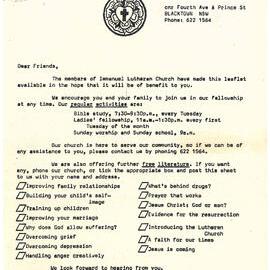 cnr Fourth Ave & Prince St
BLACKTOWN NSW
Phone: 622 1564
Dear Friends,
The members of Immanuel Lutheran Church have made this leaflet
available in the hope that it will be of benefit to you.
We encourage you and your family to join us in our fellowship
at any time. Our regular activities are:
Bible study, 7:30-9:30p.m., every Tuesday
Ladies' fellowship, 11a.m.-1:30p.m. every first
Tuesday of the month
Sunday worship and Sunday school, 9a.m.
Our church is here to serve our community, so if we can be of
any assistance to you, please contact us by phoning 622 1564.
We are also offering further free literature. If you want
any, phone our church, or tick the appropriate box and post this sheet
to us with your name and address.
Improving family relationships
Building your child's self-
image
Training up children
Improving your marriage
Why does God allow suffering?
Overcoming grief
Overcoming depression
Handling anger creatively
What's behind drugs?
Prayer that works
Jesus Christ; God or man?
Evidence for the resurrection
Introducing the Lutheran
Church
A faith for our times
Jesus is coming
We look forward to hearing from you.